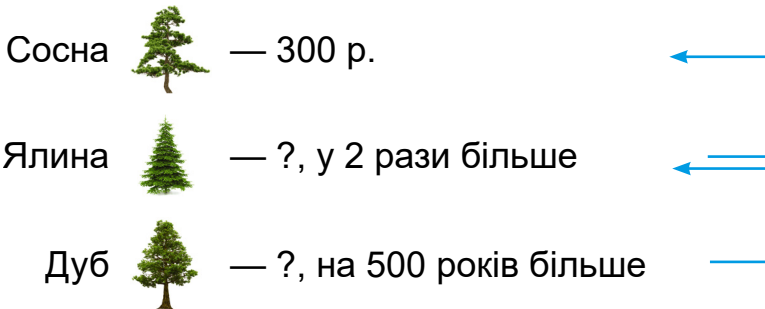 Сосна — 300 р.
Ялина — ?, у 2 рази більше
Дуб — ?, на 500 років більше